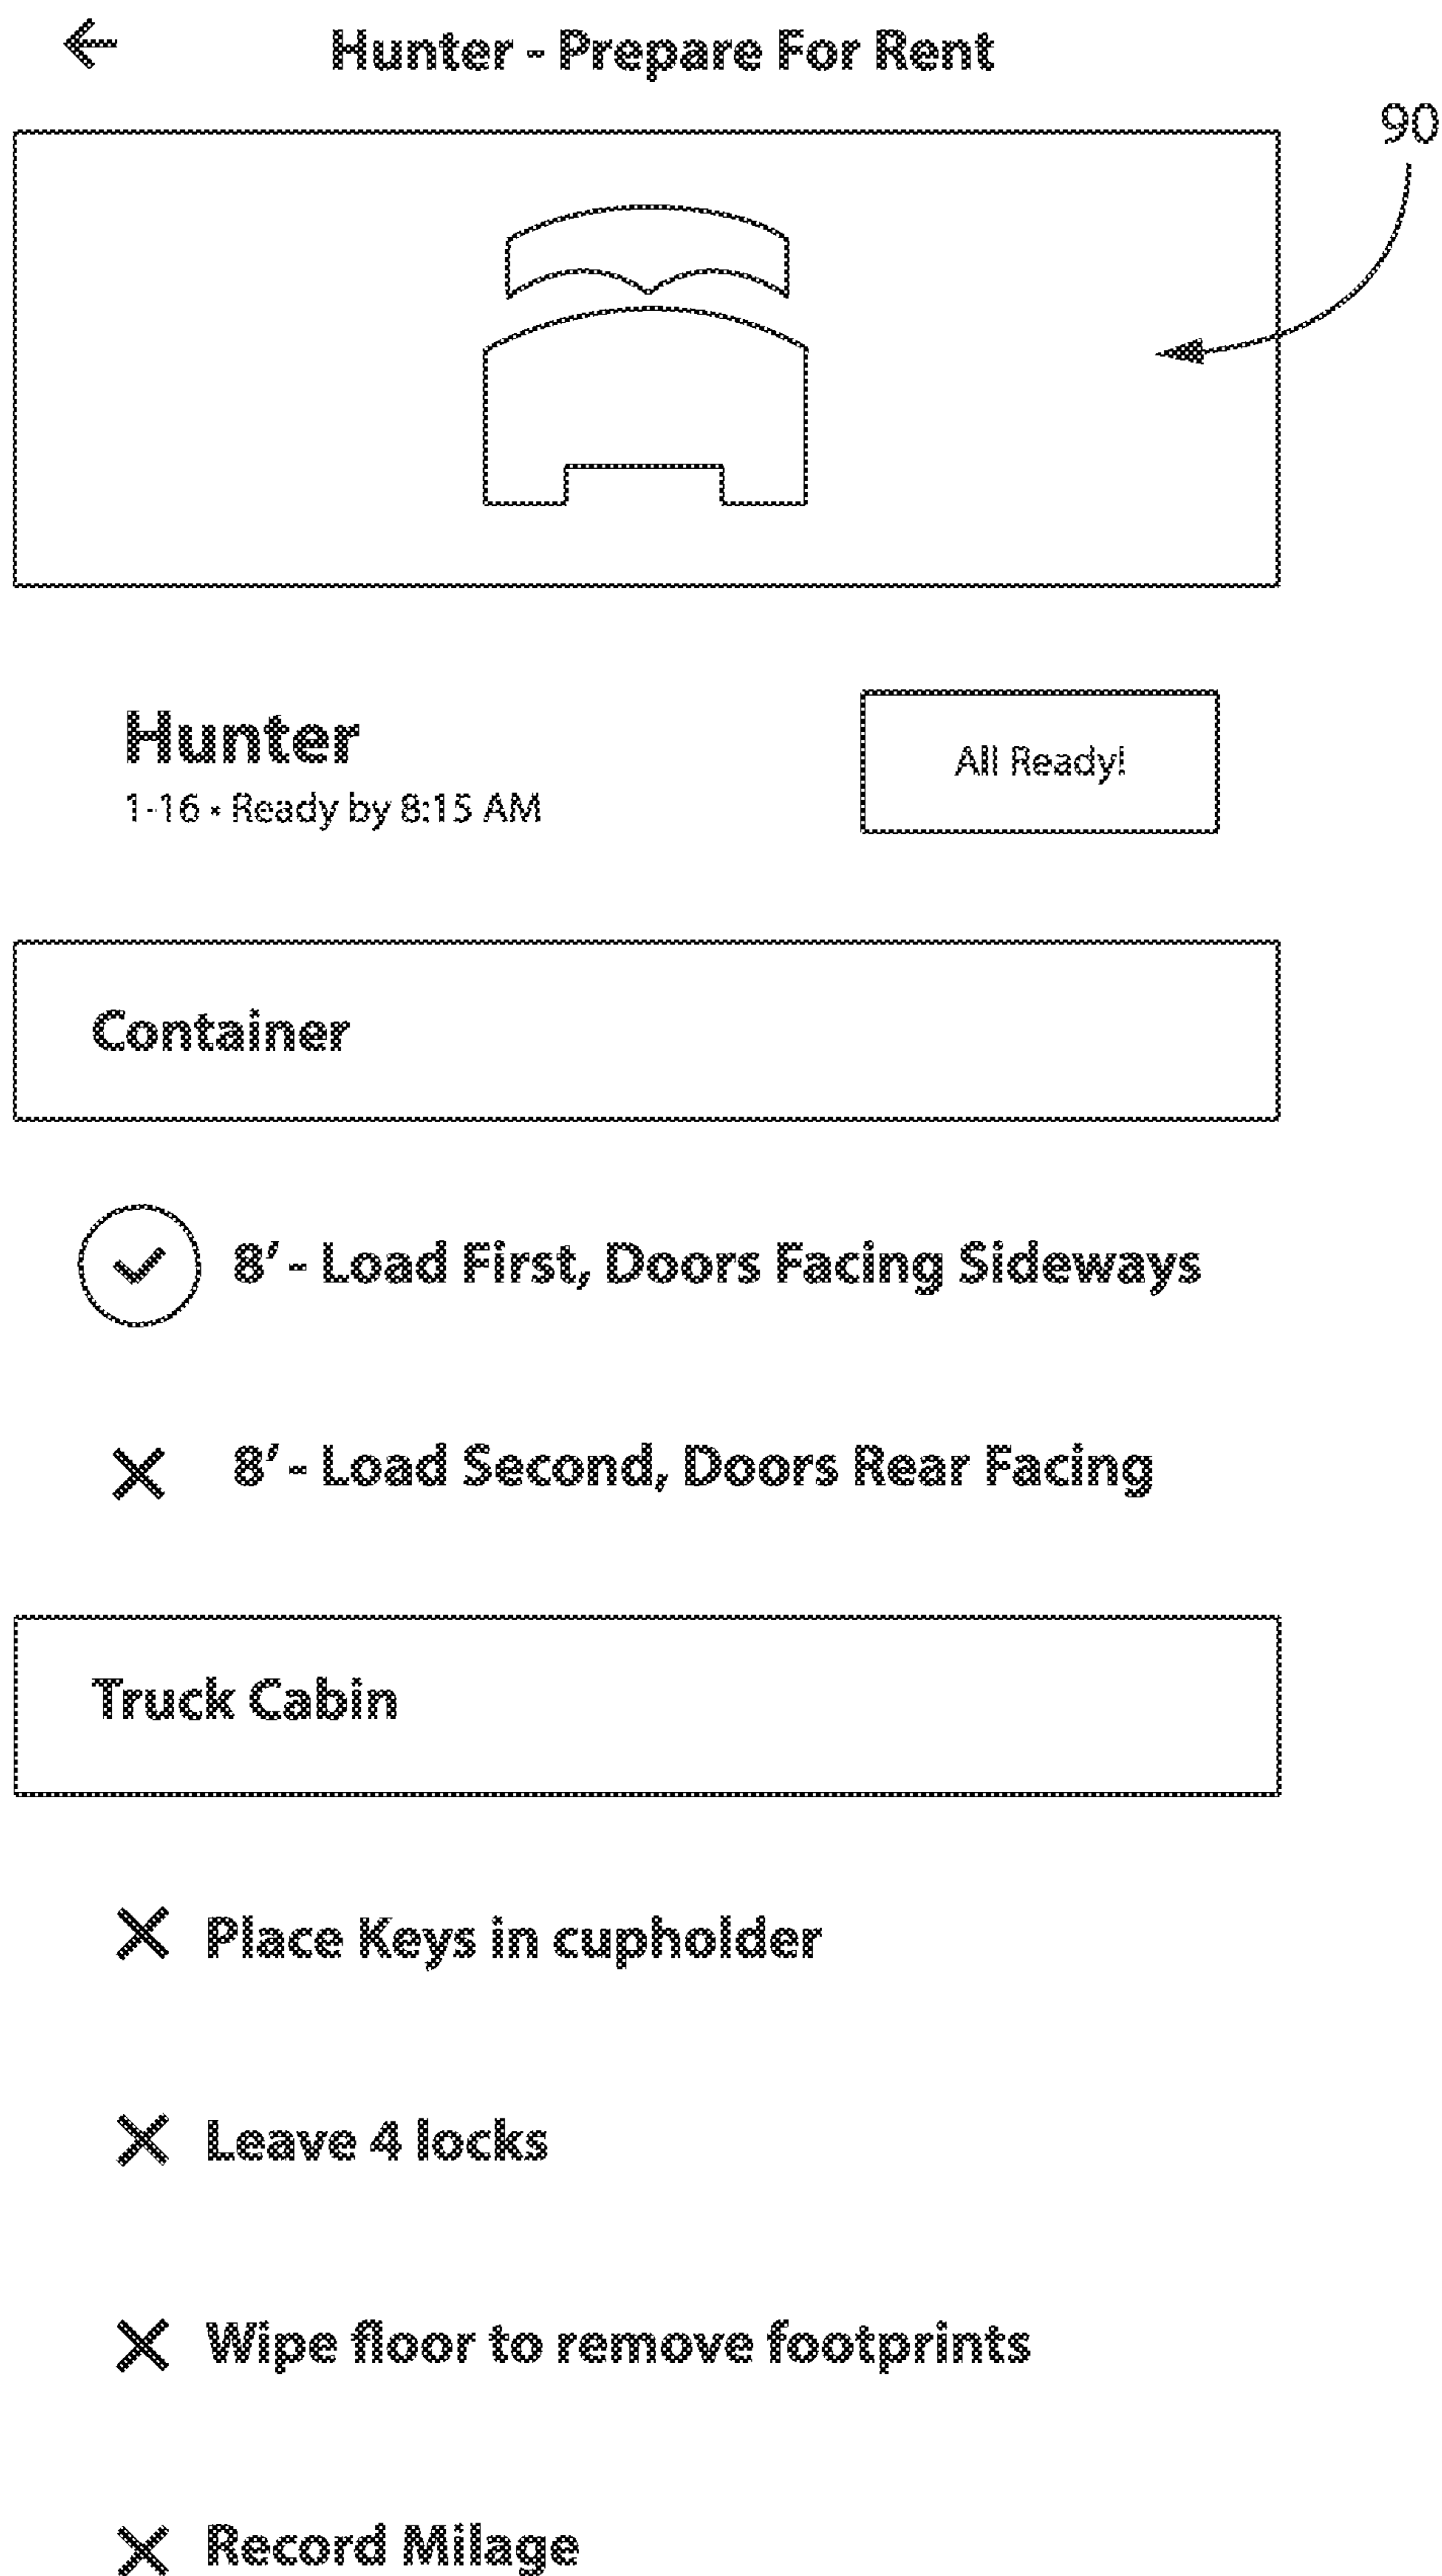 Hunter - Prepare For Rent
90
Hunter
1-16 • Ready by 8:15 AM
All Ready!
Container
8' - Load First, Doors Facing Sideways
8' - Load Second, Doors Rear Facing
Truck Cabin
Place Keys in cupholder
Leave 4 locks
Wipe floor to remove footprints
Record Milage